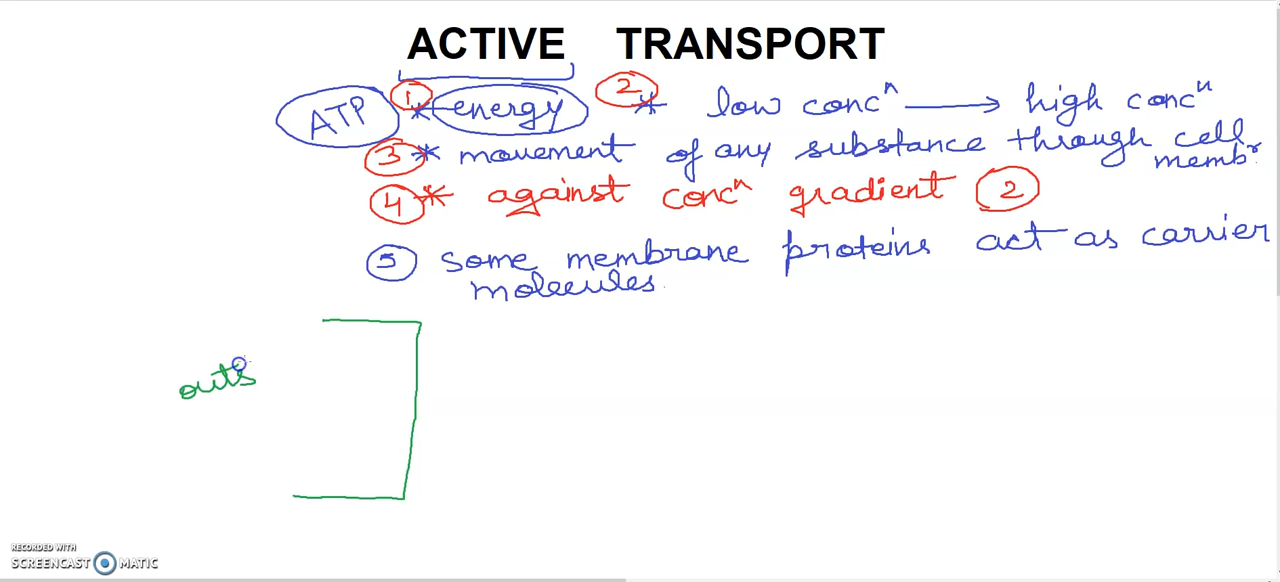 ACTIVE TRANSPORT
ATP ① * energy ② * low concⁿ ⟶ high concⁿ
③ * movement of any substance through cell membr.
④ * against concⁿ gradient ②
⑤ some membrane proteins act as carrier
molecules.
outs
RECORDED WITH
SCREENCAST MATIC